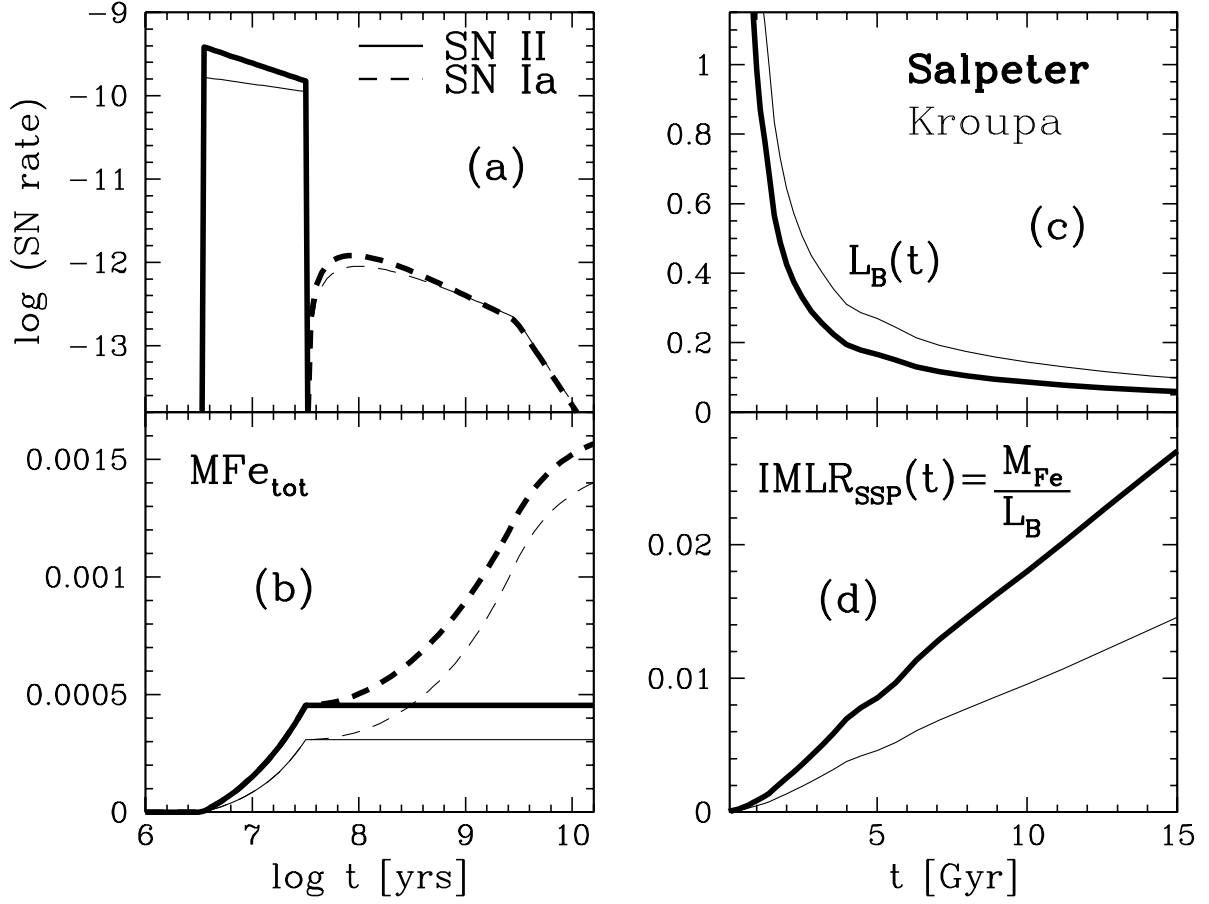 -9
-10
-11
-12
-13
log (SN rate)
SN II
SN Ia
(a)
1
0.8
0.6
0.4
0.2
0
Salpeter
Kroupa
(c)
L_B(t)
0.0015
0.001
0.0005
0
MFe_tot
(b)
6 7 8 9 10
log t [yrs]
0.02
0.01
0
IMLR_SSP(t)= M_Fe / L_B
(d)
5 10 15
t [Gyr]